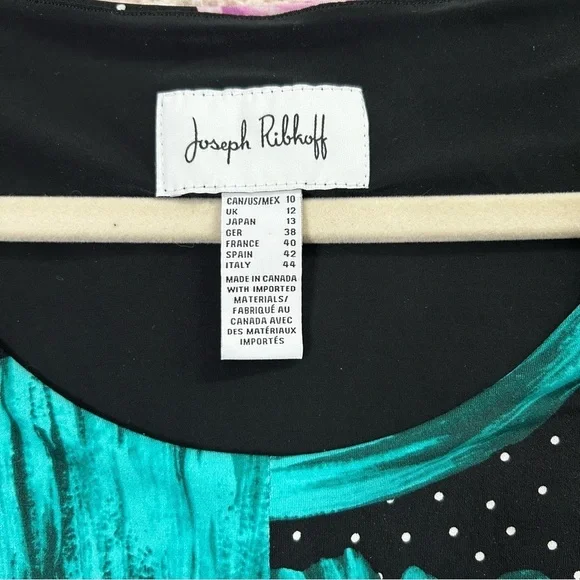 Joseph Ribkoff
CAN/US/MEX 10
UK 12
JAPAN 13
GER 38
FRANCE 40
SPAIN 42
ITALY 44
MADE IN CANADA
WITH IMPORTED
MATERIALS/
FABRIQUÉ AU
CANADA AVEC
DES MATÉRIAUX
IMPORTÉS